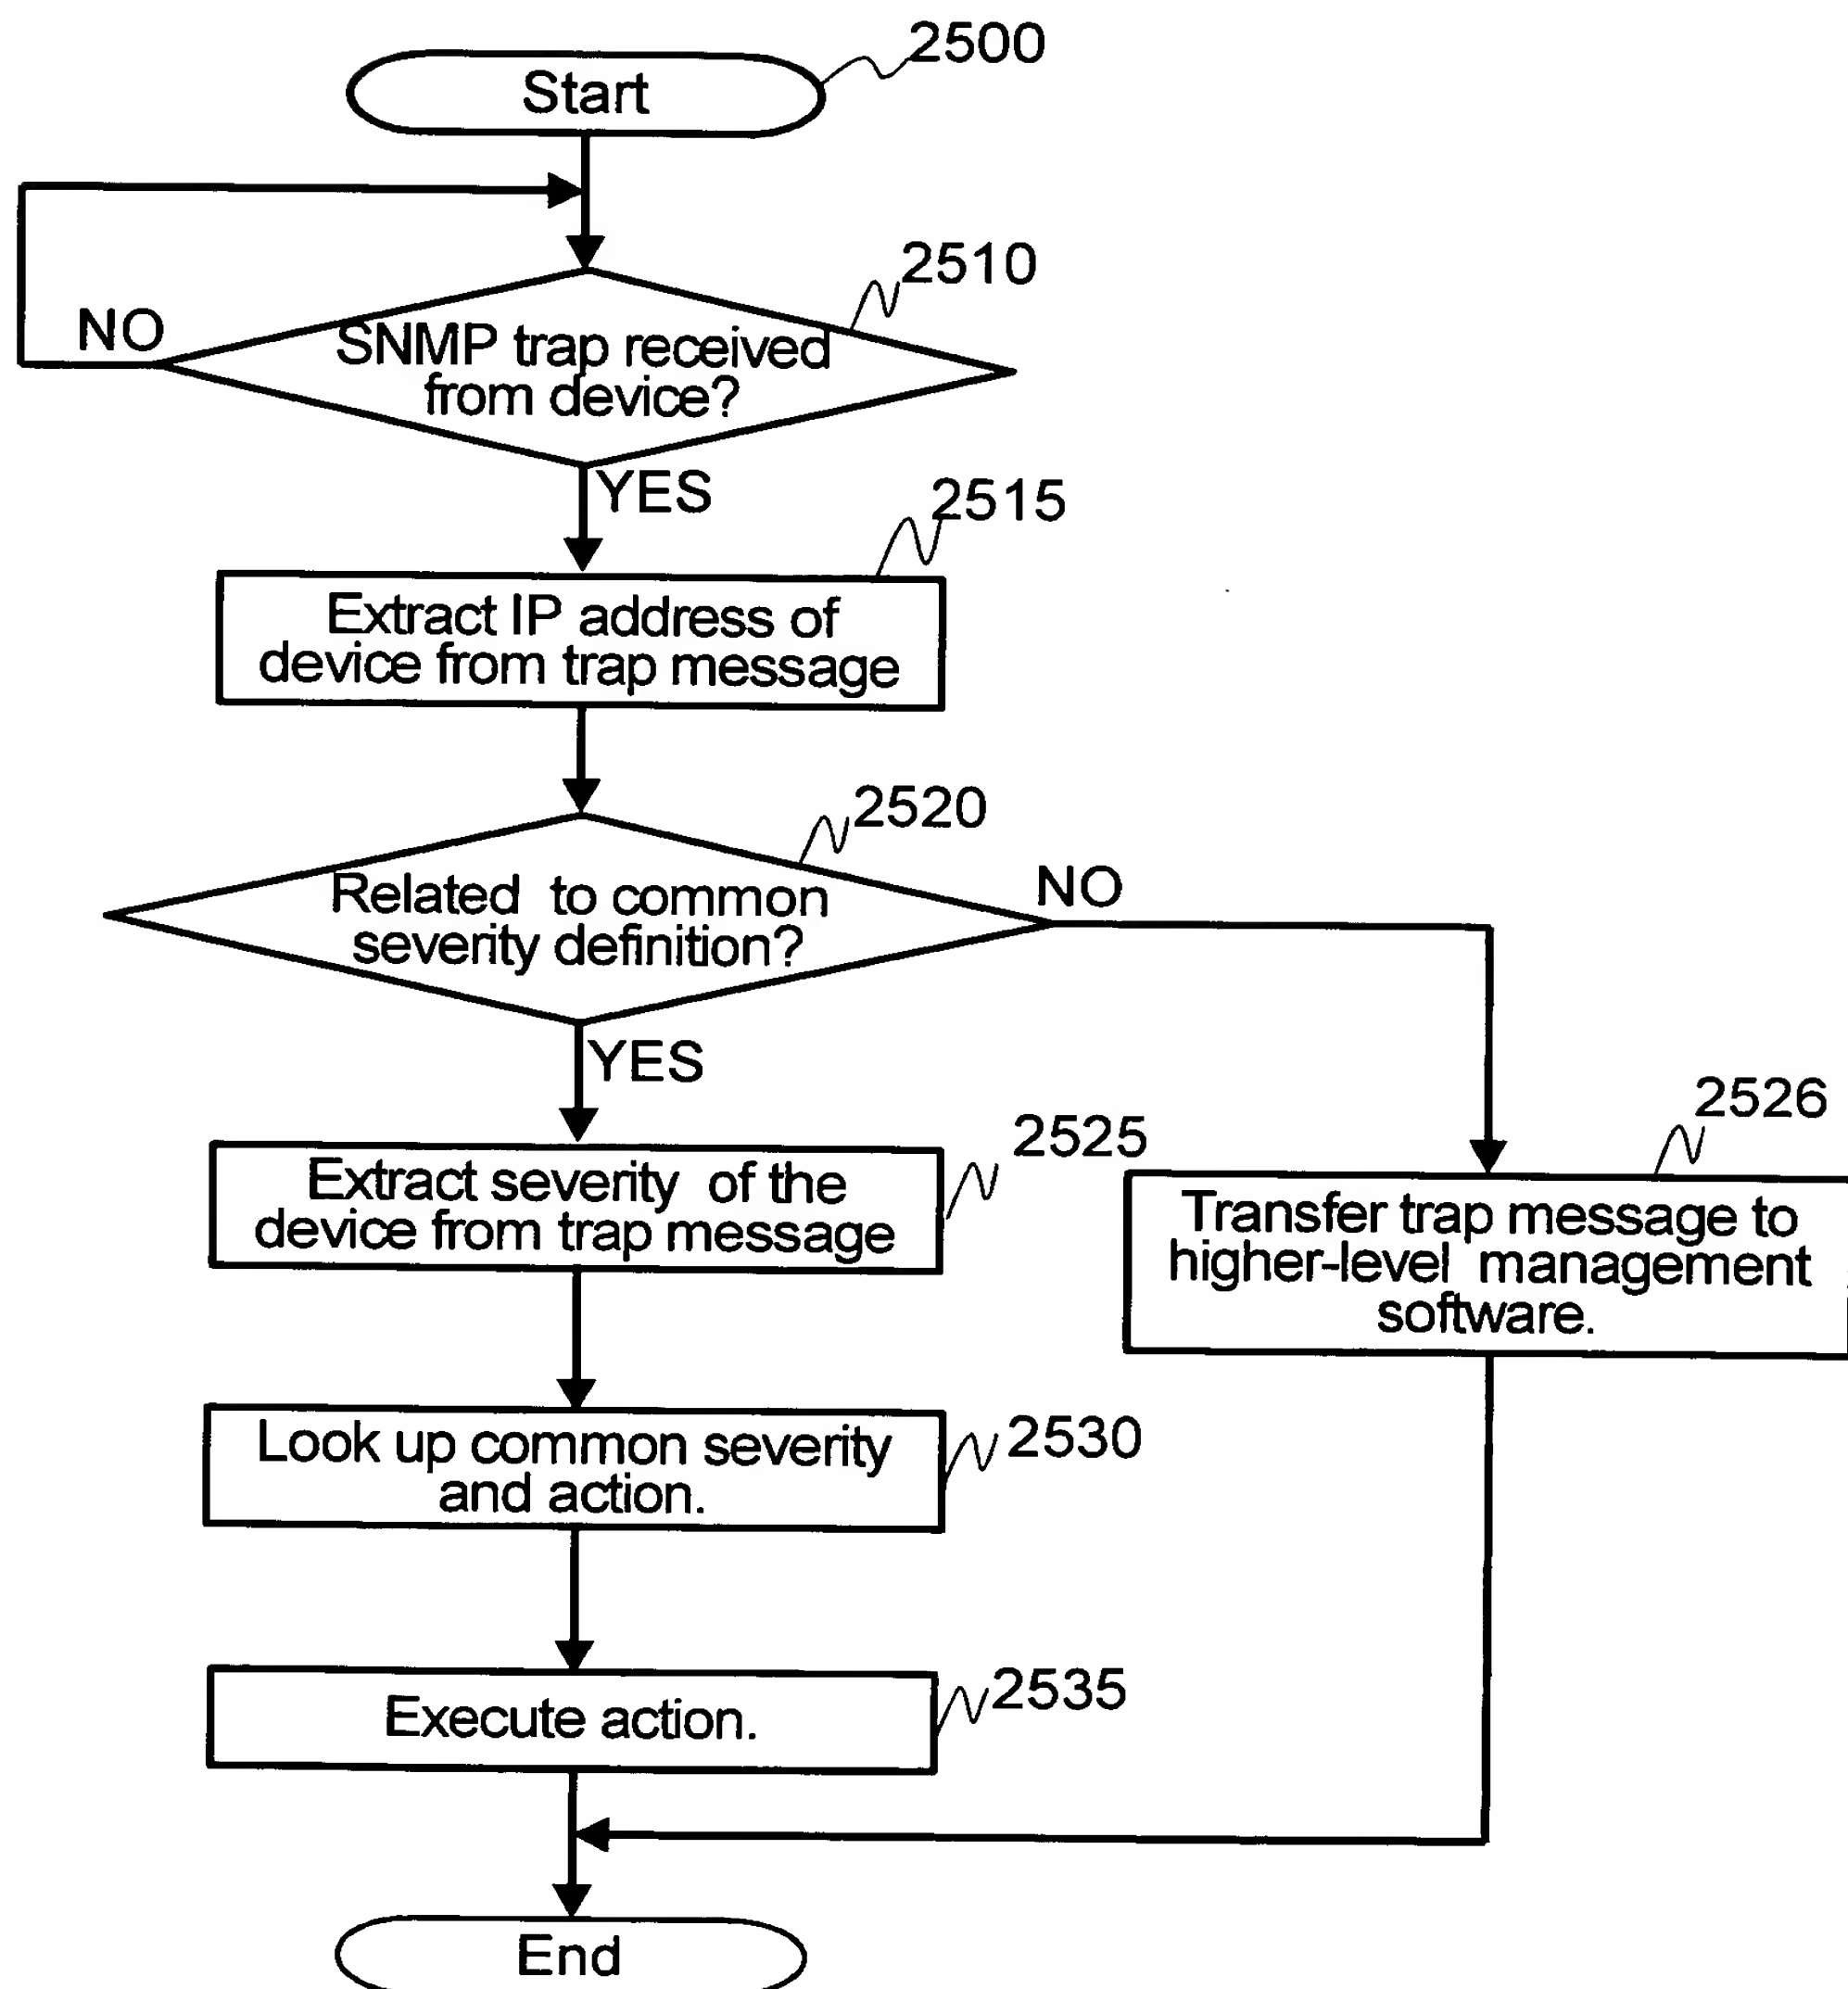 2500
Start
2510
NO
SNMP trap received
from device?
YES
2515
Extract IP address of
device from trap message
2520
Related to common
severity definition?
NO
YES
2525
Extract severity of the
device from trap message
2526
Transfer trap message to
higher-level management
software.
2530
Look up common severity
and action.
2535
Execute action.
End